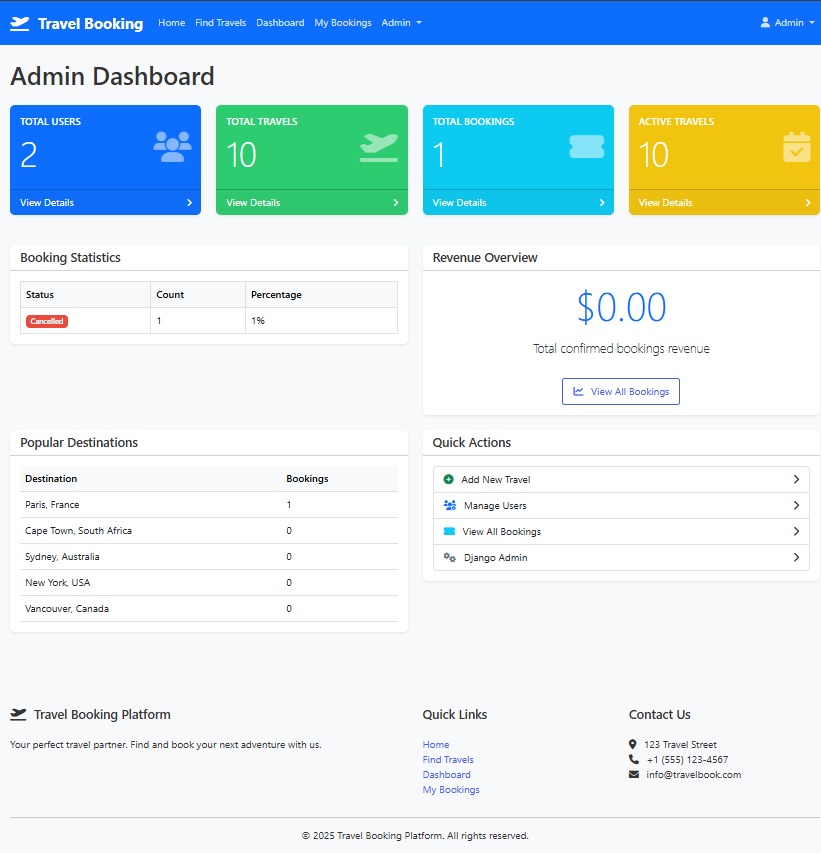 Travel Booking Home Find Travels Dashboard My Bookings Admin Admin
Admin Dashboard
TOTAL USERS
2
View Details
TOTAL TRAVELS
10
View Details
TOTAL BOOKINGS
1
View Details
ACTIVE TRAVELS
10
View Details
Booking Statistics
Status Count Percentage
Cancelled 1 1%
Revenue Overview
$0.00
Total confirmed bookings revenue
View All Bookings
Popular Destinations
Destination Bookings
Paris, France 1
Cape Town, South Africa 0
Sydney, Australia 0
New York, USA 0
Vancouver, Canada 0
Quick Actions
Add New Travel
Manage Users
View All Bookings
Django Admin
Travel Booking Platform
Your perfect travel partner. Find and book your next adventure with us.
Quick Links
Home
Find Travels
Dashboard
My Bookings
Contact Us
123 Travel Street
+1 (555) 123-4567
info@travelbook.com
© 2025 Travel Booking Platform. All rights reserved.